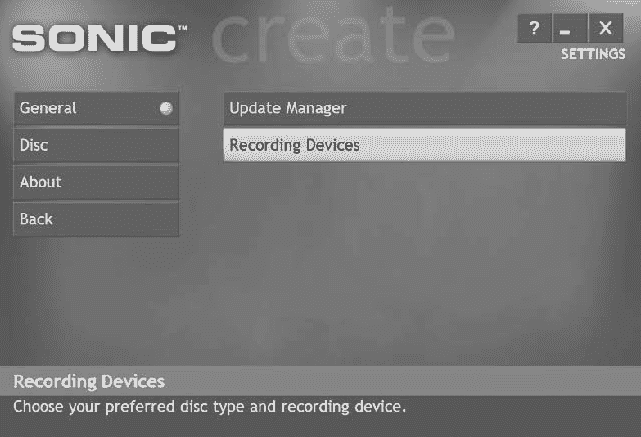 SONIC™ create
? _ X
SETTINGS
General
Disc
About
Back
Update Manager
Recording Devices
Recording Devices
Choose your preferred disc type and recording device.